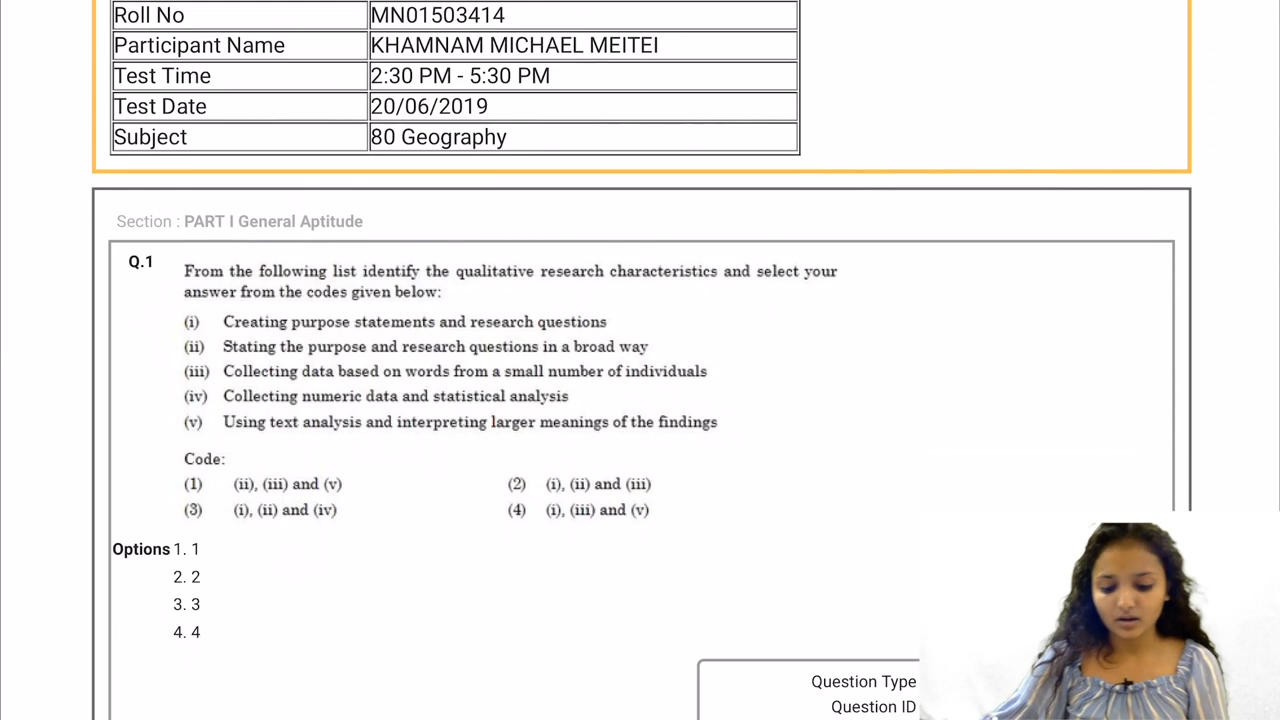 Roll No MN01503414
Participant Name KHAMNAM MICHAEL MEITEI
Test Time 2:30 PM - 5:30 PM
Test Date 20/06/2019
Subject 80 Geography
Section : PART I General Aptitude
Q.1 From the following list identify the qualitative research characteristics and select your
answer from the codes given below:
(i) Creating purpose statements and research questions
(ii) Stating the purpose and research questions in a broad way
(iii) Collecting data based on words from a small number of individuals
(iv) Collecting numeric data and statistical analysis
(v) Using text analysis and interpreting larger meanings of the findings
Code:
(1) (ii), (iii) and (v) (2) (i), (ii) and (iii)
(3) (i), (ii) and (iv) (4) (i), (iii) and (v)
Options 1. 1
2. 2
3. 3
4. 4
Question Type
Question ID